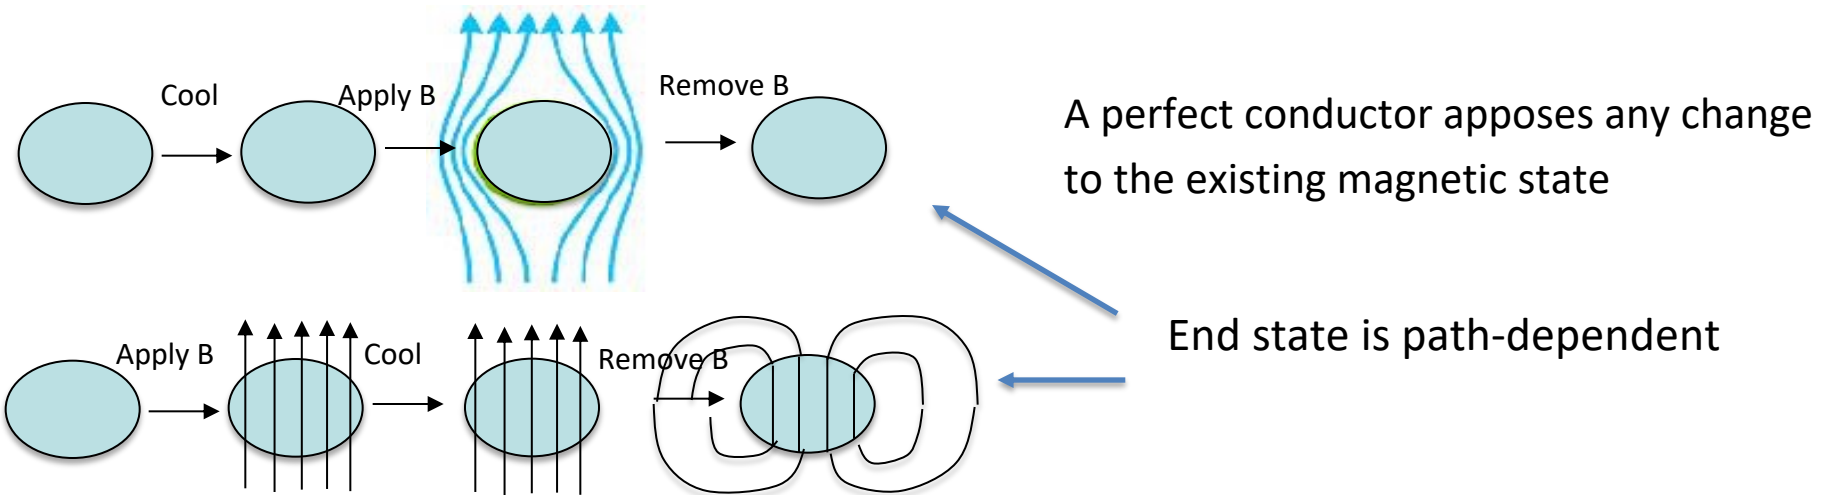 Cool
Apply B
Remove B
A perfect conductor apposes any change
to the existing magnetic state
End state is path-dependent
Apply B
Cool
Remove B